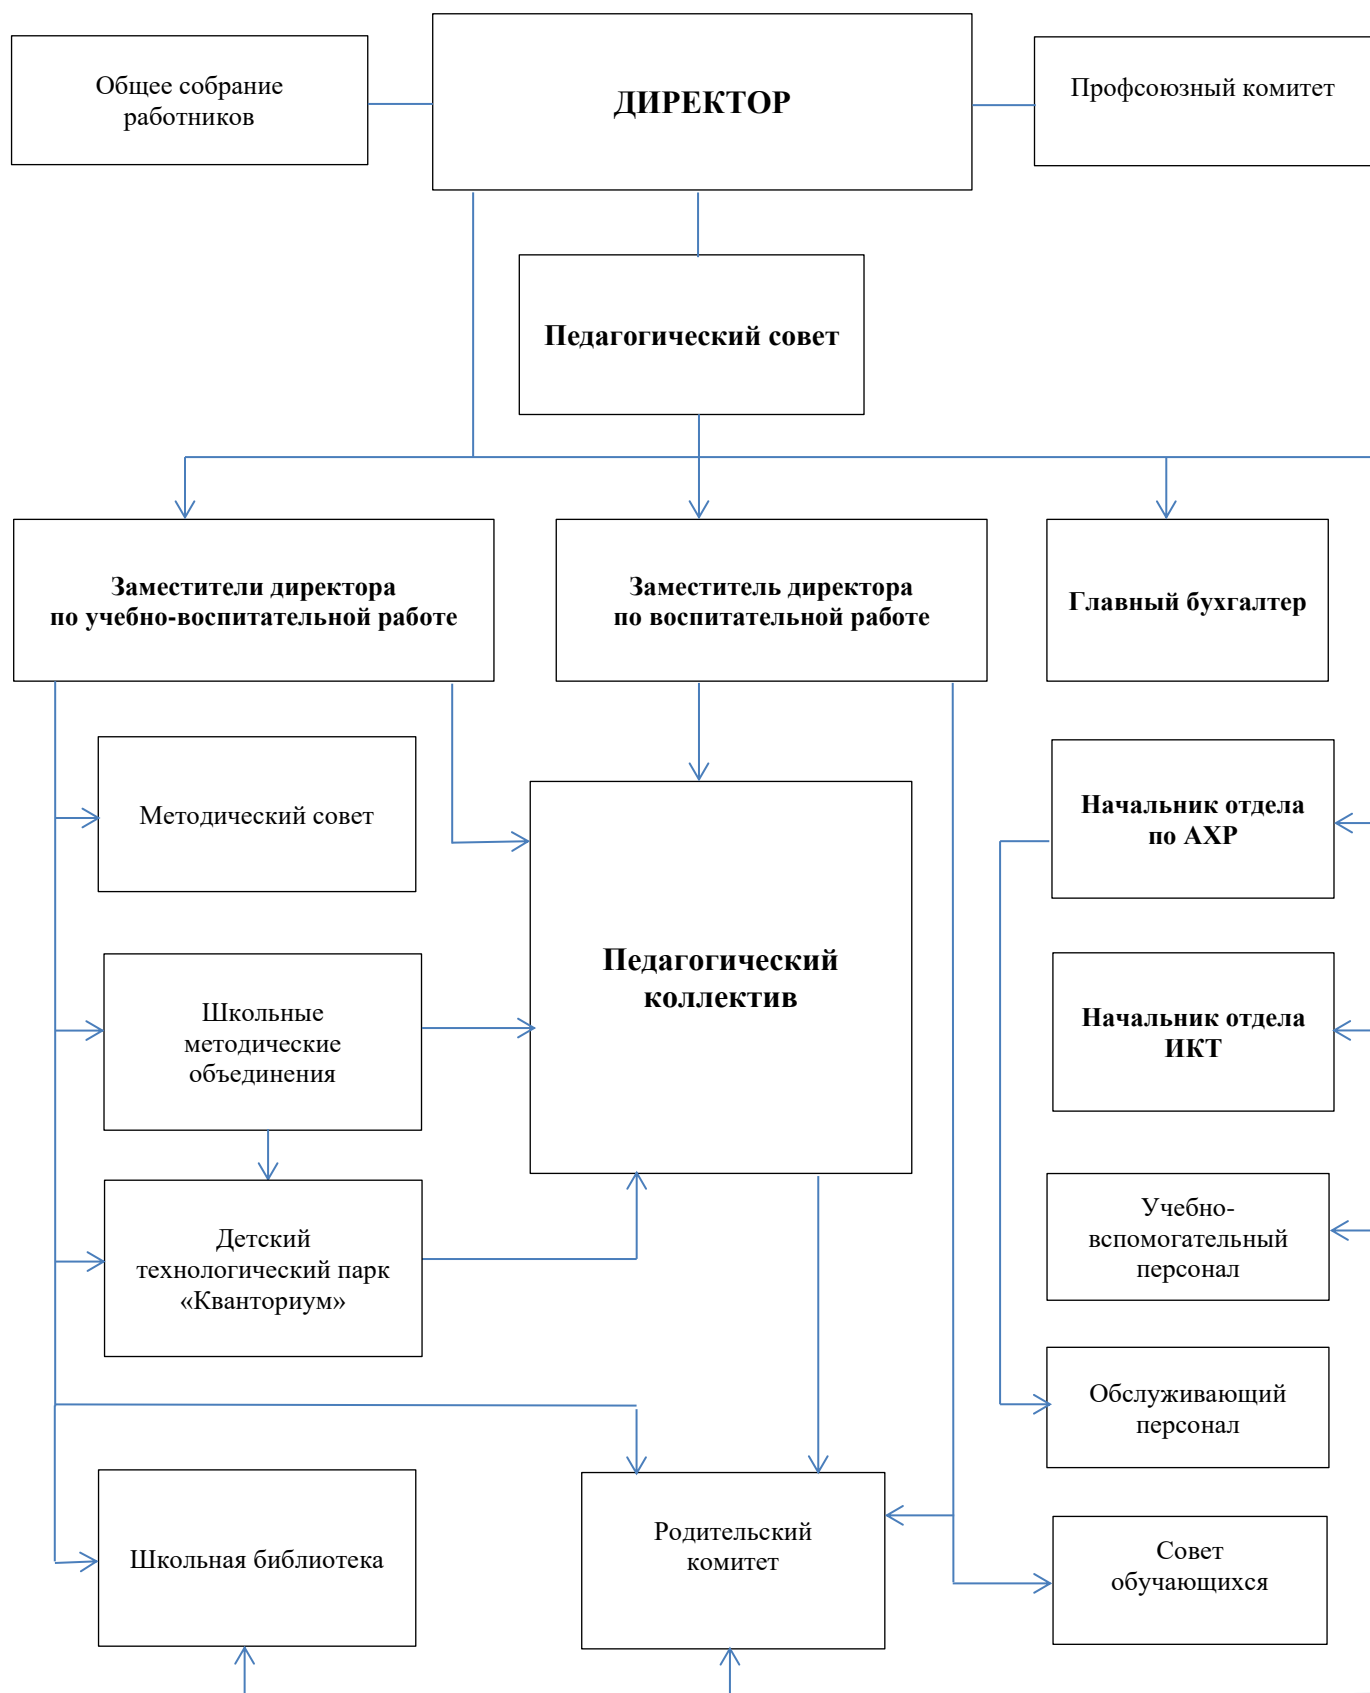 Общее собрание
работников
ДИРЕКТОР
Профсоюзный комитет
Педагогический совет
Заместители директора
по учебно-воспитательной работе
Заместитель директора
по воспитательной работе
Главный бухгалтер
Методический совет
Начальник отдела
по АХР
Педагогический
коллектив
Школьные
методические
объединения
Начальник отдела
ИКТ
Детский
технологический парк
«Кванториум»
Учебно-
вспомогательный
персонал
Обслуживающий
персонал
Школьная библиотека
Родительский
комитет
Совет
обучающихся